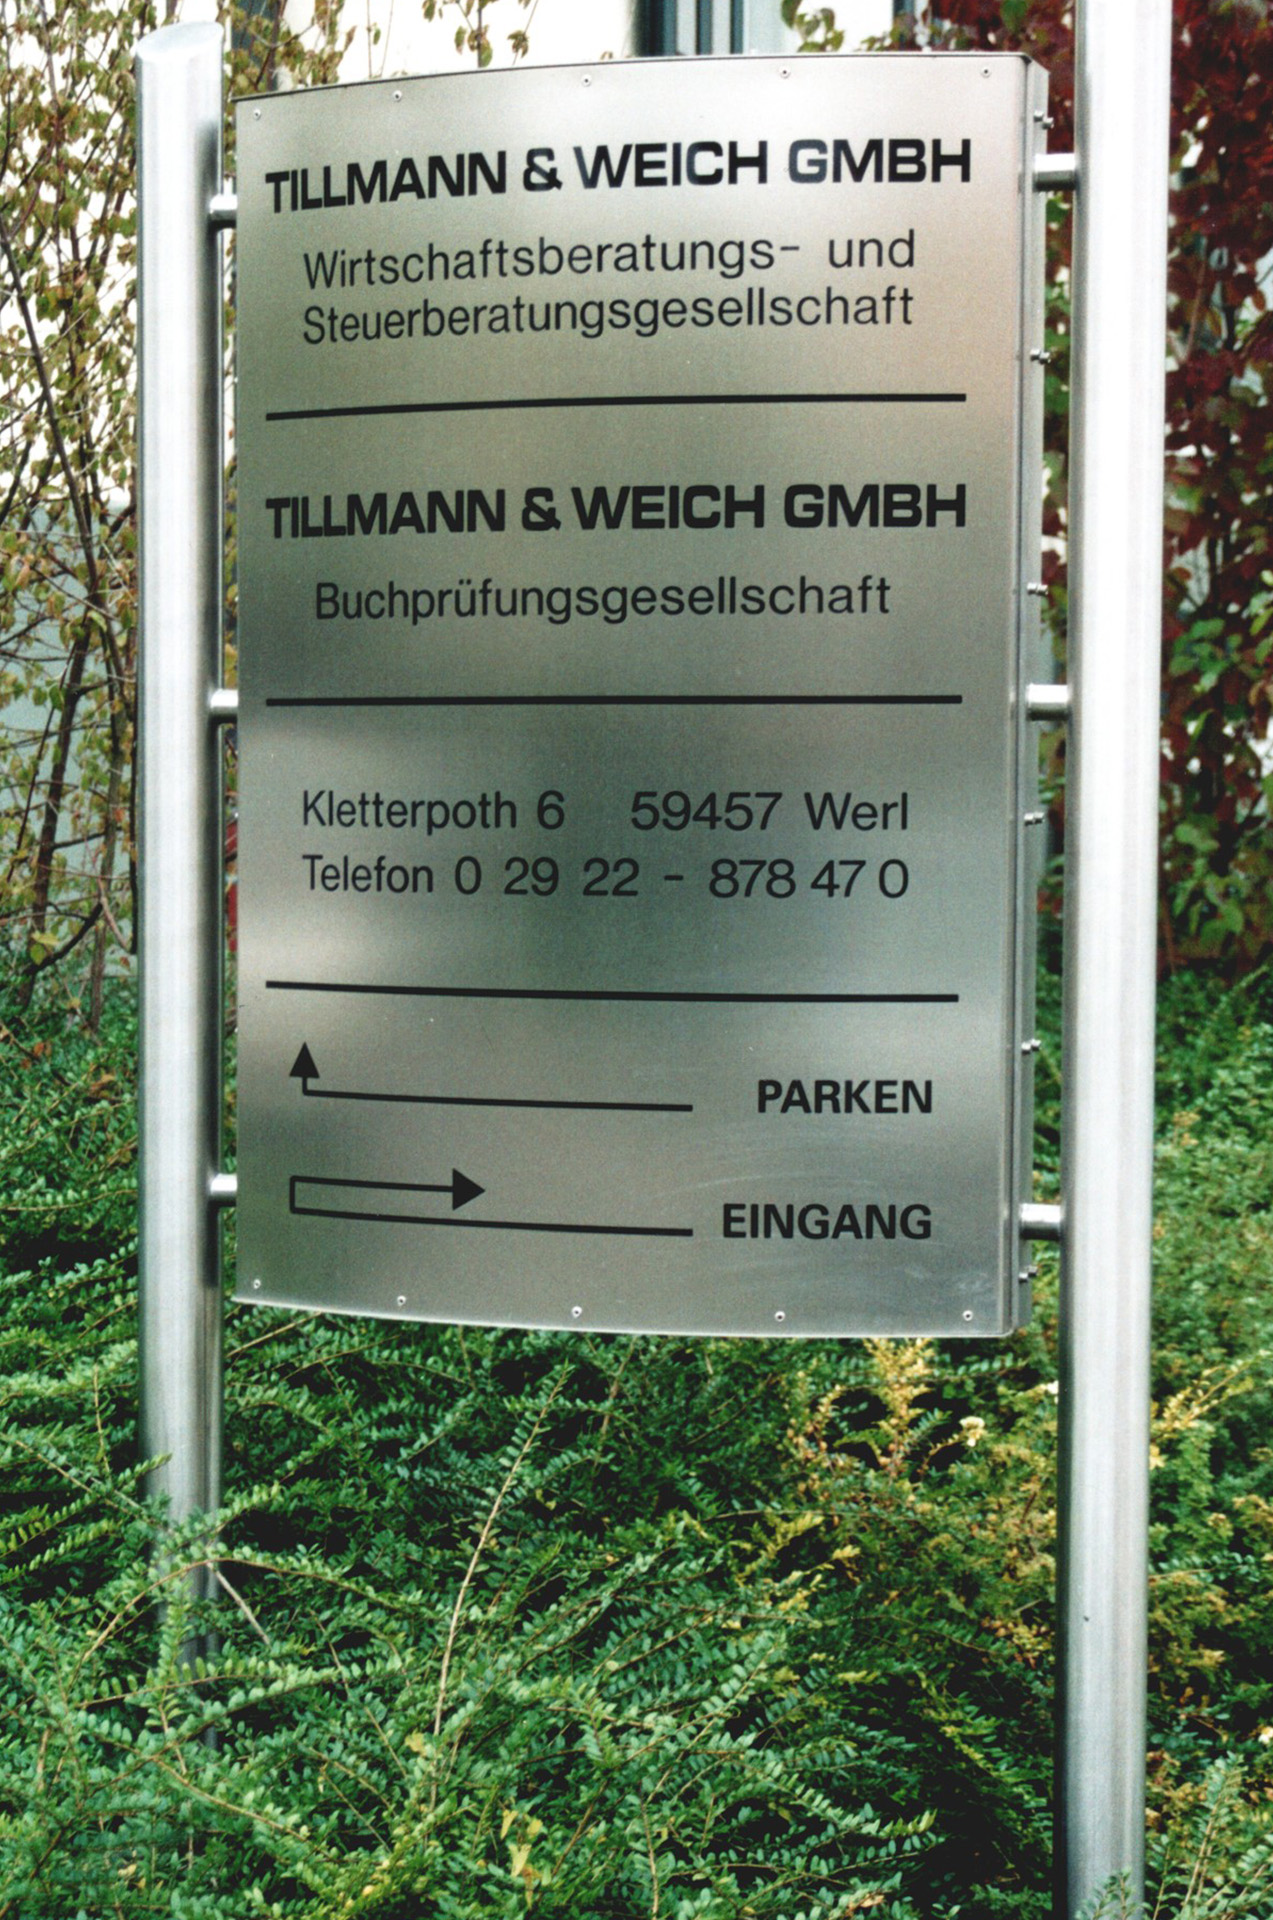 TILLMANN & WEICH GMBH
Wirtschaftsberatungs- und
Steuerberatungsgesellschaft
TILLMANN & WEICH GMBH
Buchprüfungsgesellschaft
Kletterpoth 6 59457 Werl
Telefon 0 29 22 - 878 47 0
PARKEN
EINGANG